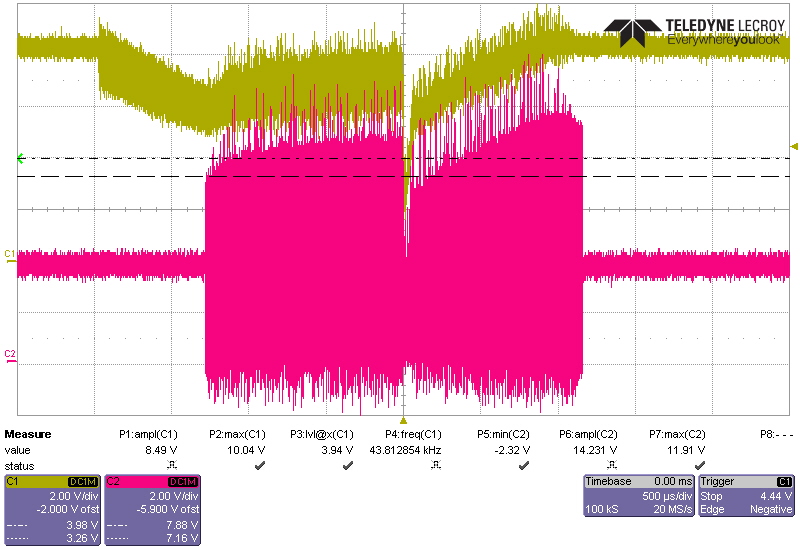 TELEDYNE LECROY
Everywhereyoulook
C1
C2
Measure P1:ampl(C1) P2:max(C1) P3:lvl@x(C1) P4:freq(C1) P5:min(C2) P6:ampl(C2) P7:max(C2) P8:---
value 8.49 V 10.04 V 3.94 V 43.812854 kHz -2.32 V 14.231 V 11.91 V
status
C1 DC1M
2.00 V/div
-2.000 V ofst
3.98 V
3.26 V
C2 DC1M
2.00 V/div
-5.900 V ofst
7.88 V
7.16 V
Timebase 0.00 ms
500 µs/div
100 kS 20 MS/s
Trigger C1
Stop 4.44 V
Edge Negative